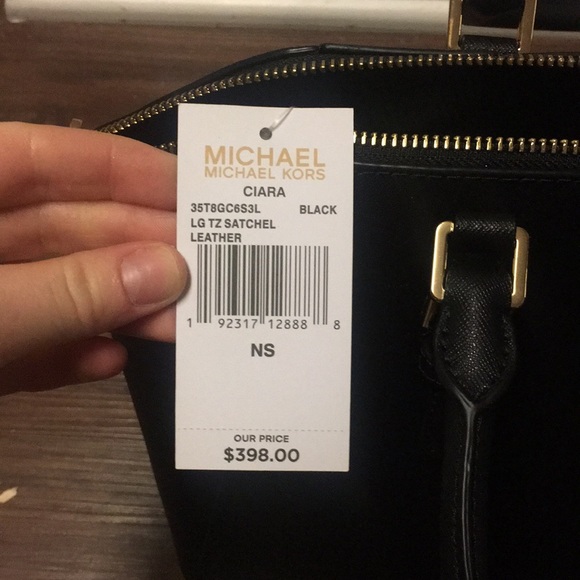 MICHAEL
MICHAEL KORS
CIARA
35T8GC6S3L BLACK
LG TZ SATCHEL
LEATHER
1 92317 12888 8
NS
OUR PRICE
$398.00